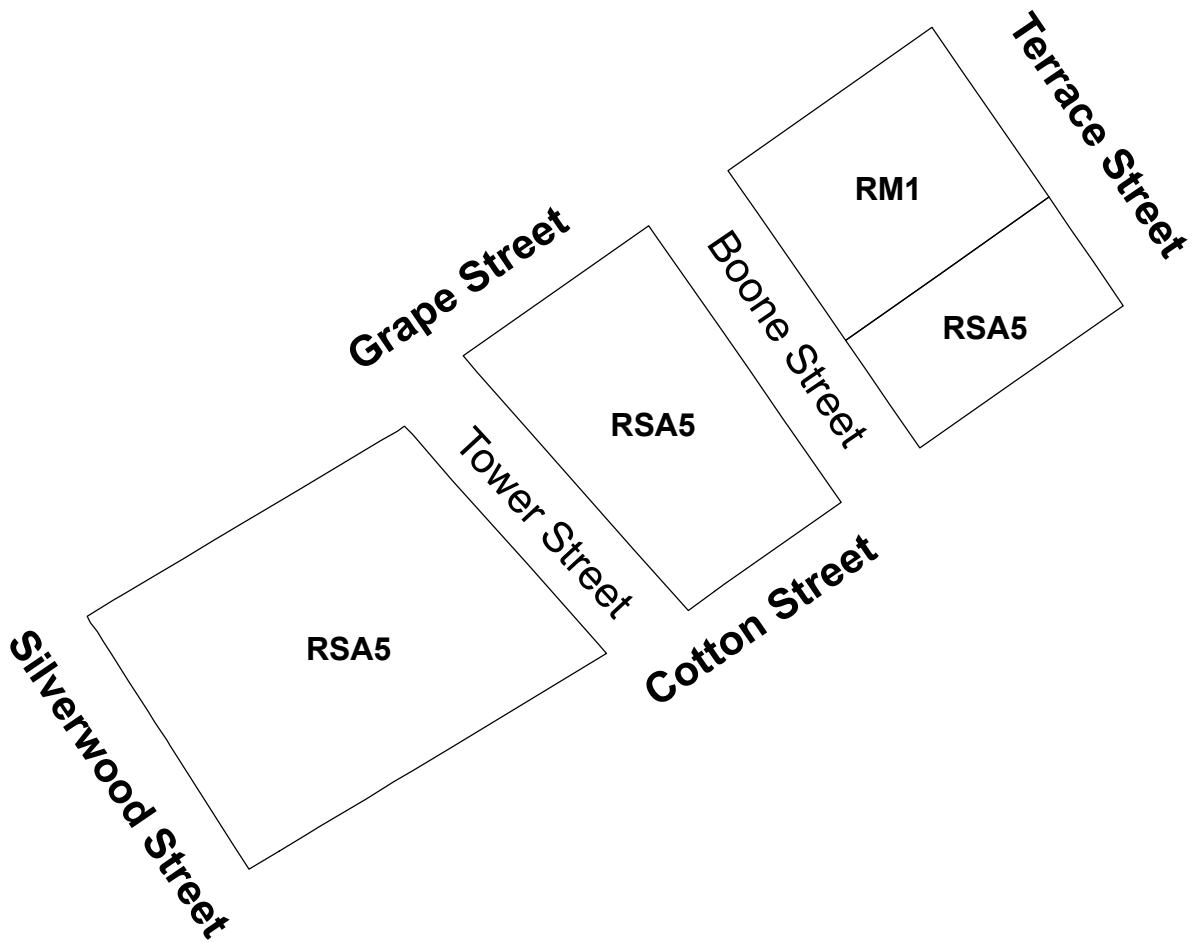 Terrace Street
RM1
Grape Street
Boone Street
RSA5
RSA5
Tower Street
Cotton Street
RSA5
Silverwood Street